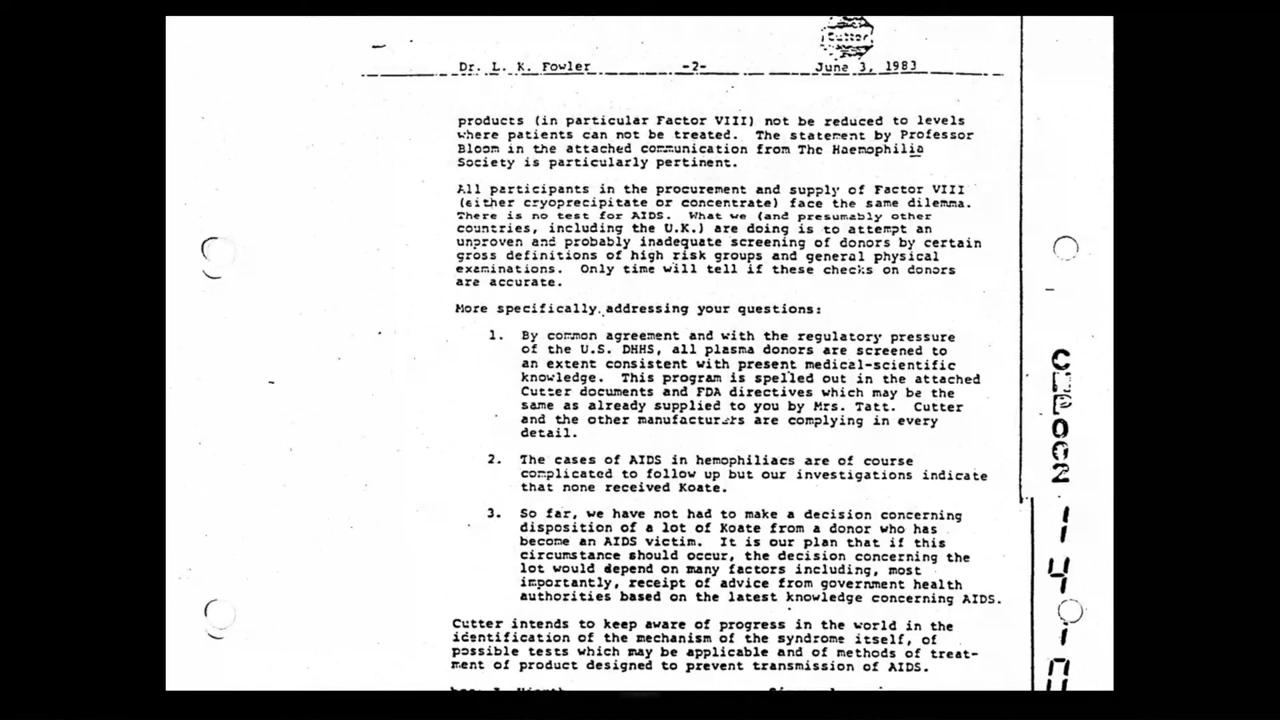 Cutter
Dr. L. K. Fowler -2- June 3, 1983
products (in particular Factor VIII) not be reduced to levels
where patients can not be treated. The statement by Professor
Bloom in the attached communication from The Haemophilia
Society is particularly pertinent.
All participants in the procurement and supply of Factor VIII
(either cryoprecipitate or concentrate) face the same dilemma.
There is no test for AIDS. What we (and presumably other
countries, including the U.K.) are doing is to attempt an
unproven and probably inadequate screening of donors by certain
gross definitions of high risk groups and general physical
examinations. Only time will tell if these checks on donors
are accurate.
More specifically addressing your questions:
1. By common agreement and with the regulatory pressure
of the U.S. DHHS, all plasma donors are screened to
an extent consistent with present medical-scientific
knowledge. This program is spelled out in the attached
Cutter documents and FDA directives which may be the
same as already supplied to you by Mrs. Tatt. Cutter
and the other manufacturers are complying in every
detail.
2. The cases of AIDS in hemophiliacs are of course
complicated to follow up but our investigations indicate
that none received Koate.
3. So far, we have not had to make a decision concerning
disposition of a lot of Koate from a donor who has
become an AIDS victim. It is our plan that if this
circumstance should occur, the decision concerning the
lot would depend on many factors including, most
importantly, receipt of advice from government health
authorities based on the latest knowledge concerning AIDS.
Cutter intends to keep aware of progress in the world in the
identification of the mechanism of the syndrome itself, of
possible tests which may be applicable and of methods of treat-
ment of product designed to prevent transmission of AIDS.